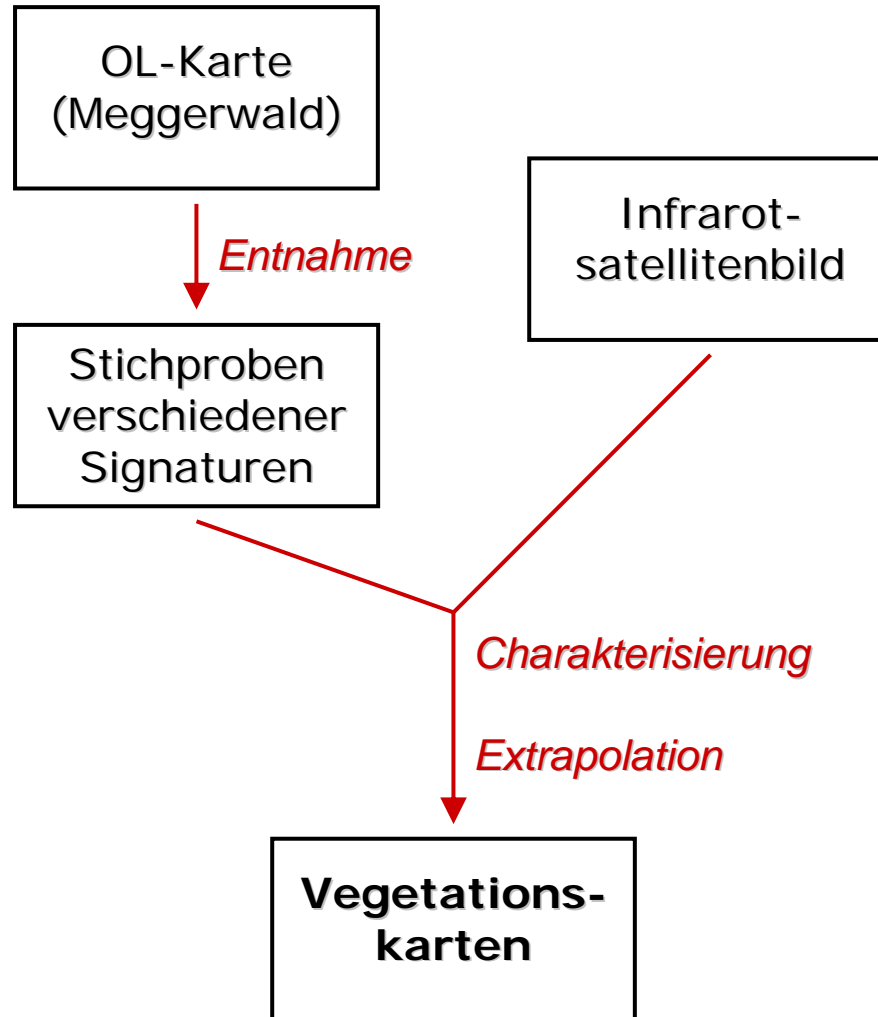 OL-Karte
(Meggerwald)
Infrarot-
satellitenbild
Entnahme
Stichproben
verschiedener
Signaturen
Charakterisierung
Extrapolation
Vegetations-
karten